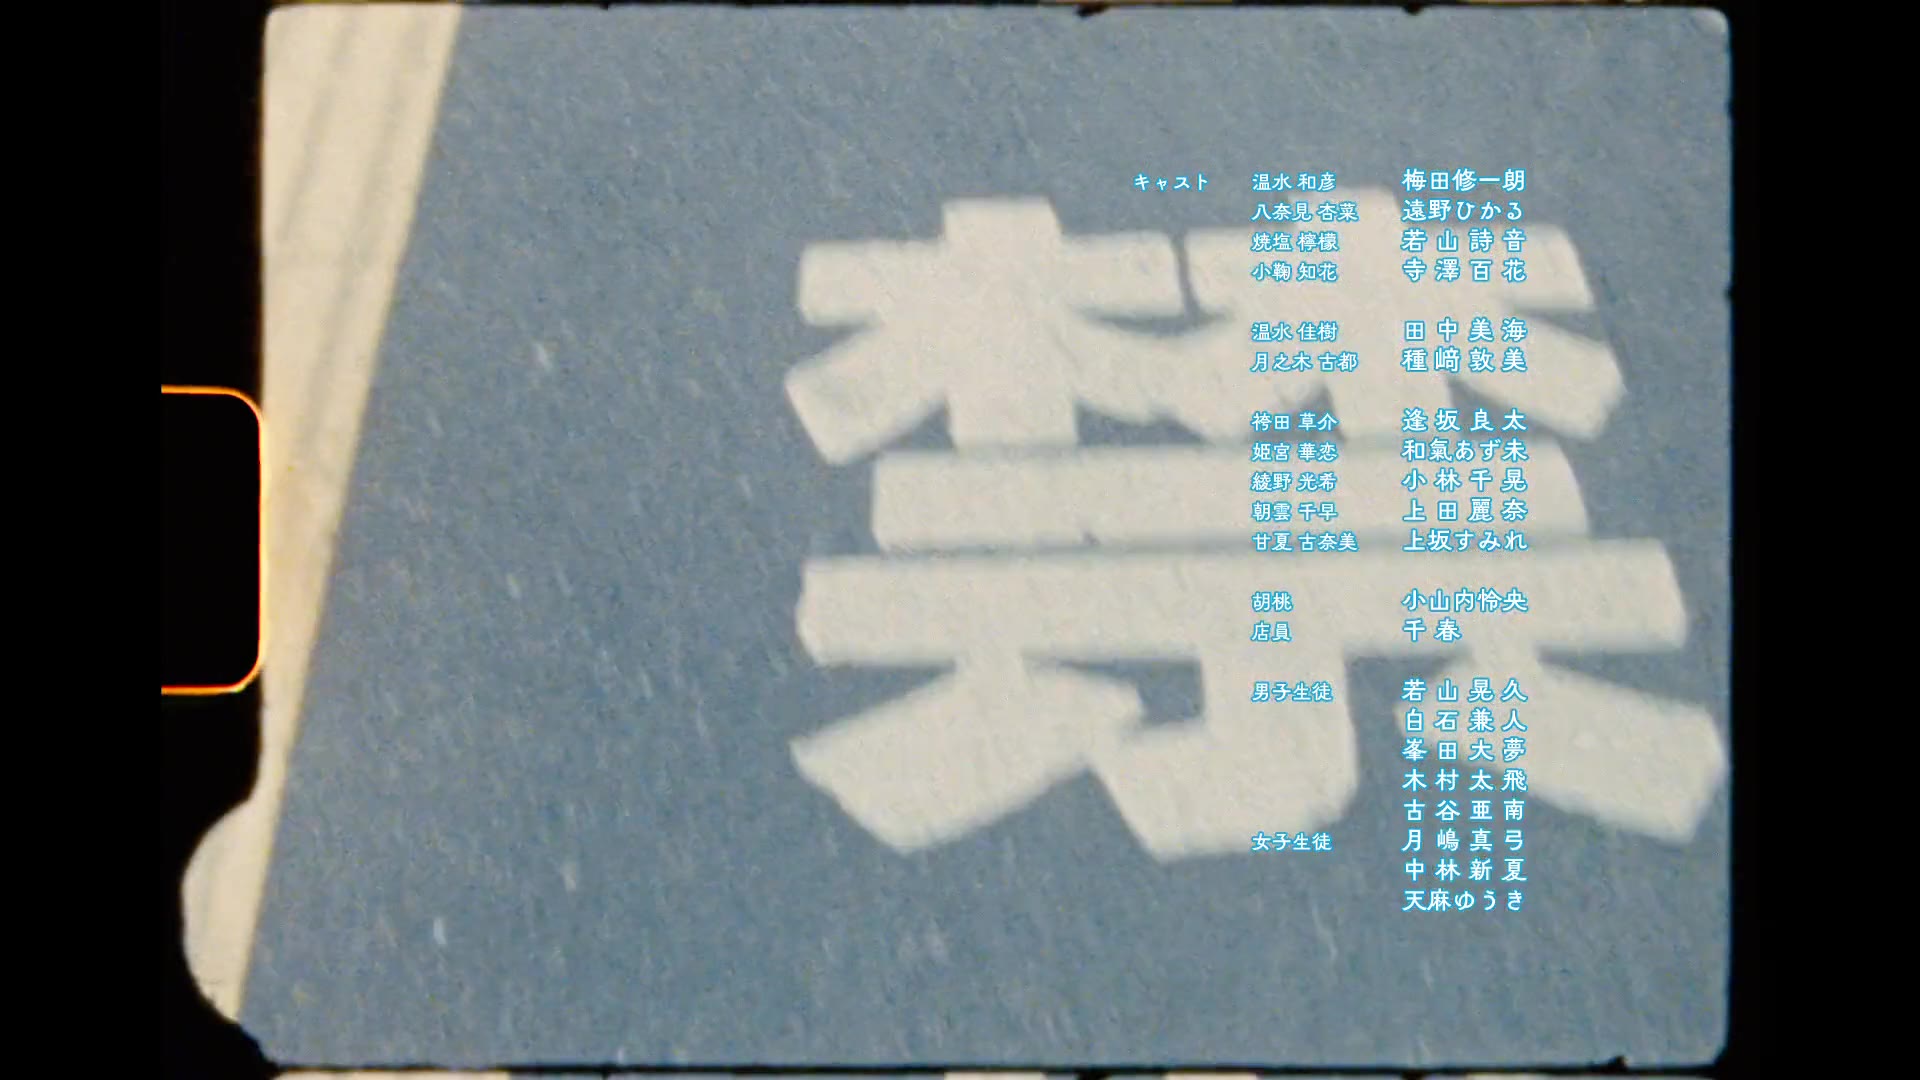 禁
キャスト 温水 和彦 梅田修一朗
八奈見 杏菜 遠野ひかる
焼塩 檸檬 若山詩音
小鞠 知花 寺澤百花
温水 佳樹 田中美海
月之木 古都 種﨑敦美
袴田 草介 逢坂良太
姫宮 華恋 和氣あず未
綾野 光希 小林千晃
朝雲 千早 上田麗奈
甘夏 古奈美 上坂すみれ
胡桃 小山内怜央
店員 千春
男子生徒 若山晃久
白石兼人
峯田大夢
木村太飛
古谷亜南
女子生徒 月嶋真弓
中林新夏
天麻ゆうき